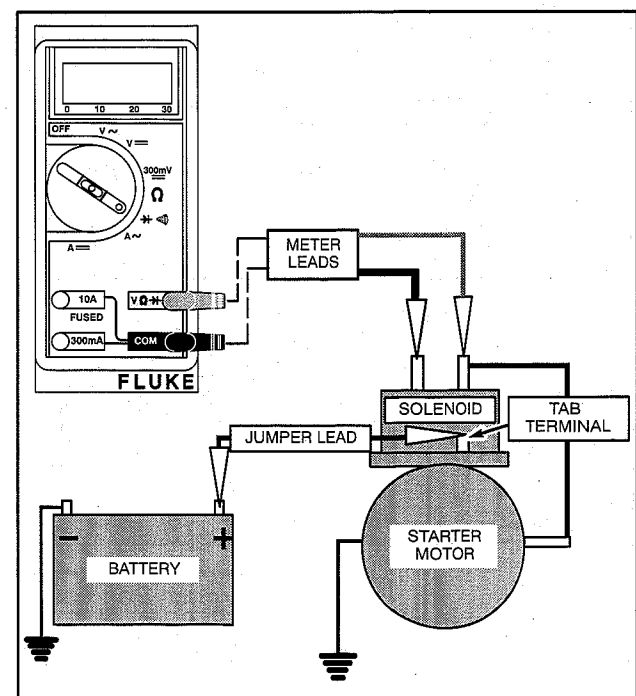 0 10 20 30
OFF
V~
V⎓
300mV
Ω
A~
A⎓
10A
FUSED
300mA
VΩ
COM
FLUKE
METER
LEADS
SOLENOID
TAB
TERMINAL
JUMPER LEAD
- +
BATTERY
STARTER
MOTOR